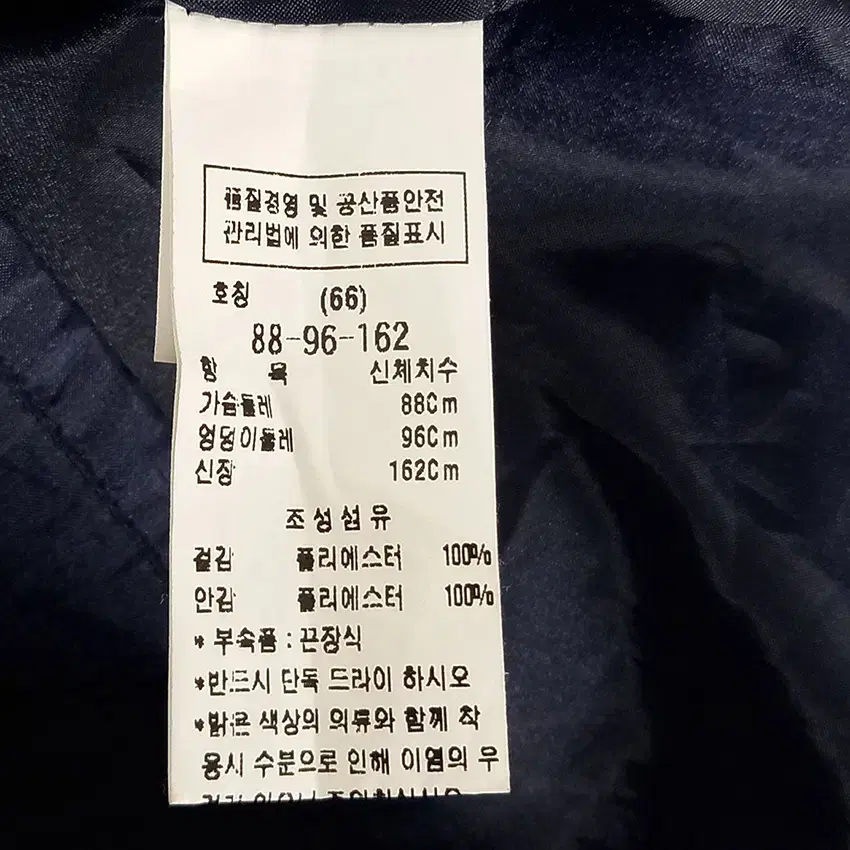 품질경영 및 공산품안전
관리법에 의한 품질표시
호칭 (66)
88-96-162
항 목 신체치수
가슴둘레 88Cm
엉덩이둘레 96Cm
신장 162Cm
조성섬유
겉감 폴리에스터 100%
안감 폴리에스터 100%
* 부속품 : 끈장식
*반드시 단독 드라이 하시오
*밝은 색상의 의류와 함께 착
용시 수분으로 인해 이염의 우